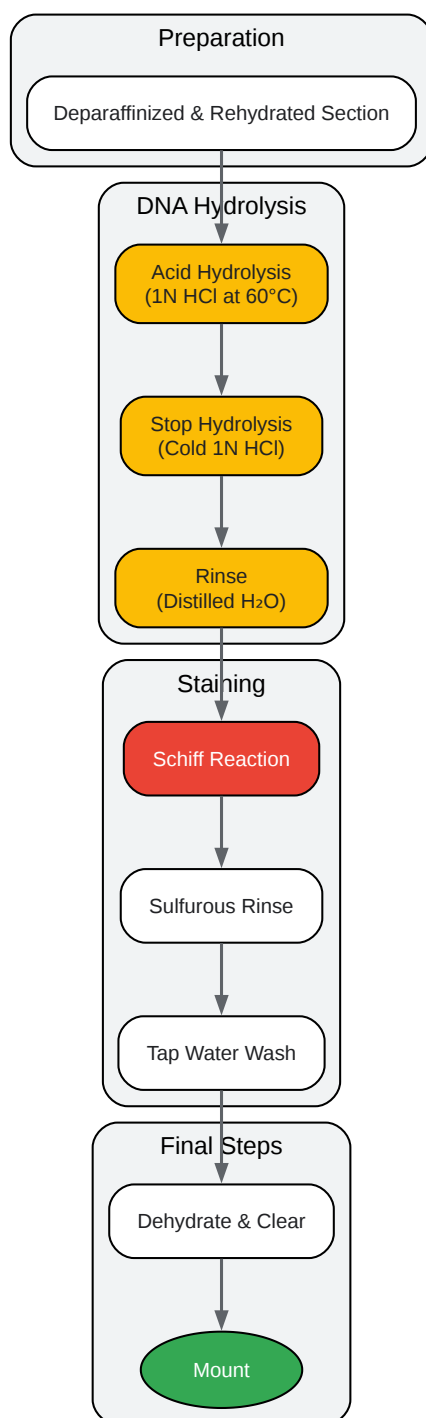 Preparation
Deparaffinized & Rehydrated Section
DNA Hydrolysis
Acid Hydrolysis
(1N HCl at 60°C)
Stop Hydrolysis
(Cold 1N HCl)
Rinse
(Distilled H₂O)
Staining
Schiff Reaction
Sulfurous Rinse
Tap Water Wash
Final Steps
Dehydrate & Clear
Mount